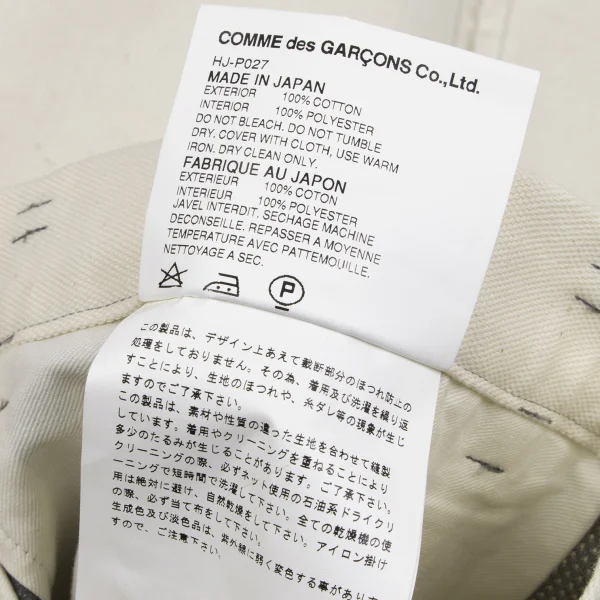 COMME des GARÇONS Co.,Ltd.
HJ-P027
MADE IN JAPAN
EXTERIOR 100% COTTON
INTERIOR 100% POLYESTER
DO NOT BLEACH. DO NOT TUMBLE
DRY. COVER WITH CLOTH, USE WARM
IRON. DRY CLEAN ONLY.
FABRIQUE AU JAPON
EXTERIEUR 100% COTON
INTERIEUR 100% POLYESTER
JAVEL INTERDIT. SECHAGE MACHINE
DECONSEILLE. REPASSER A MOYENNE
TEMPERATURE AVEC PATTEMOUILLE.
NETTOYAGE A SEC.
P
この製品は、デザイン上あえて裁断部分のほつれ防止の
処理をしておりません。その為、着用及び洗濯を繰り返
すことにより、生地のほつれや、糸ダレ等の現象が生じ
ますのでご了承下さい。
この製品は、素材や性質の違った生地を合わせて縫製
しています。着用やクリーニングを重ねることにより
多少のたるみが生じることがあります。
クリーニングの際、必ずネット使用の石油系ドライクリ
ーニングで短時間で洗濯して下さい。全ての乾燥機の使
用は絶対に避け、自然乾燥をして下さい。アイロン掛け
の際、必ず当て布をして下さい。
生成色及び淡色品は、紫外線に弱く変色する事がありま
すので、ご注意下さい。